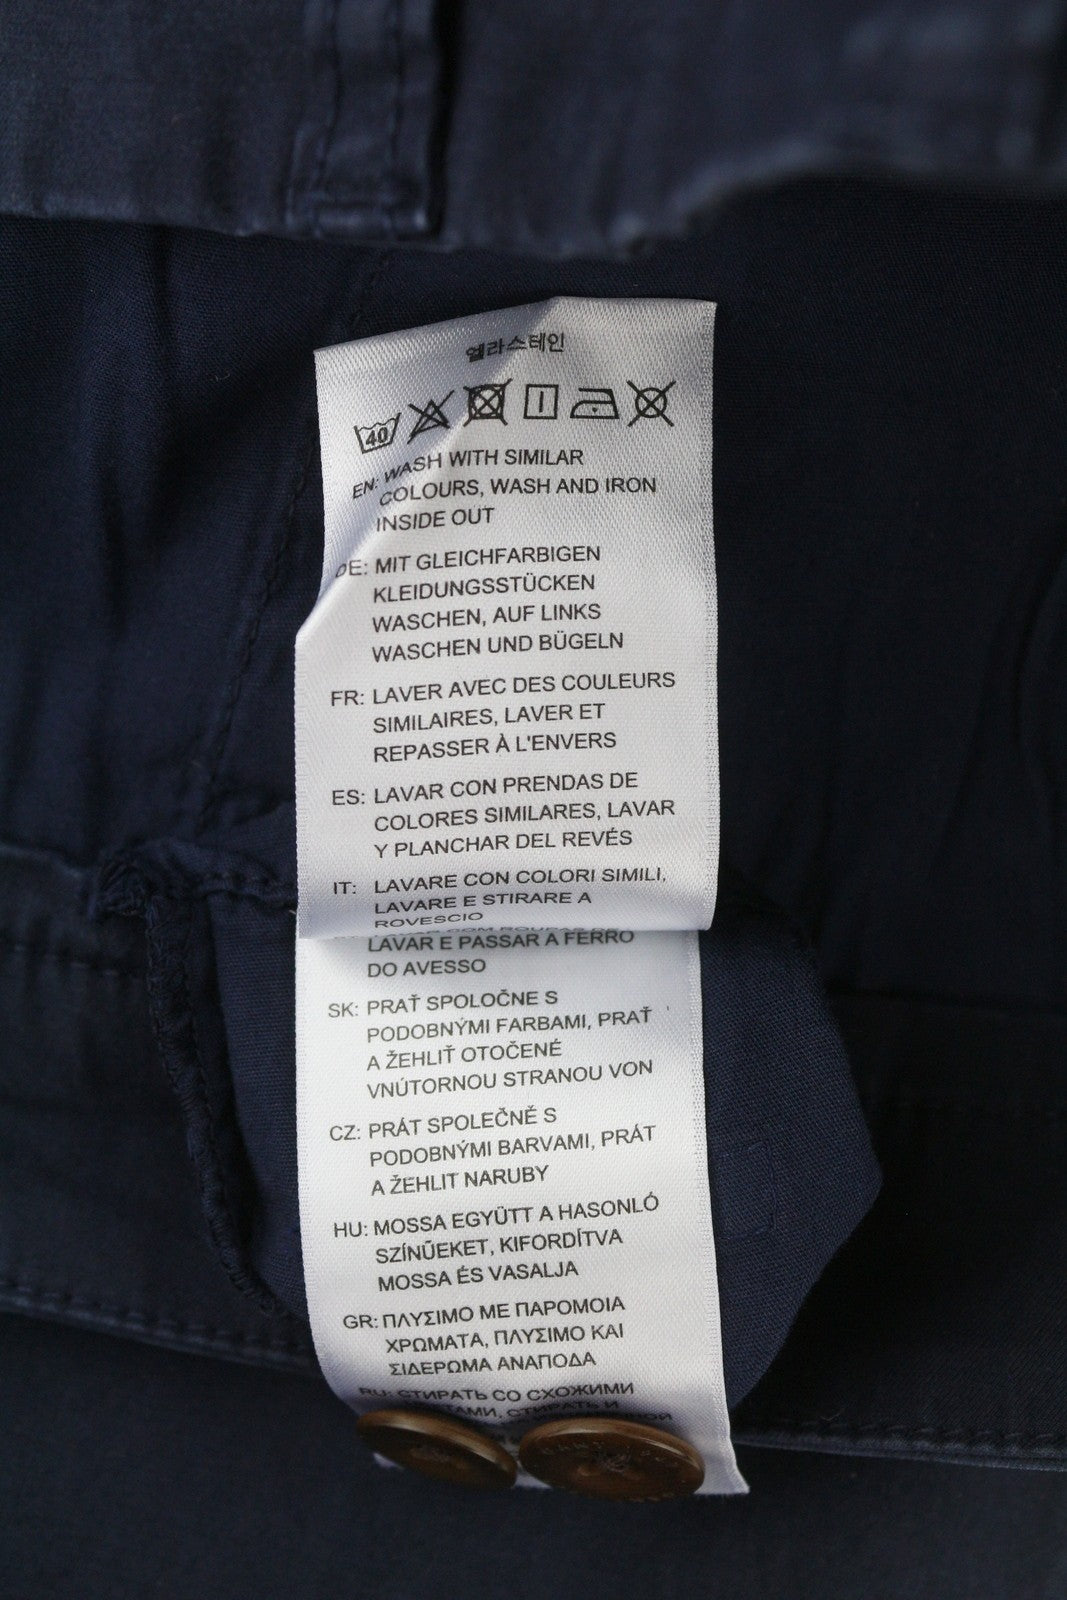 엘라스테인
40
EN: WASH WITH SIMILAR
COLOURS, WASH AND IRON
INSIDE OUT
DE: MIT GLEICHFARBIGEN
KLEIDUNGSSTÜCKEN
WASCHEN, AUF LINKS
WASCHEN UND BÜGELN
FR: LAVER AVEC DES COULEURS
SIMILAIRES, LAVER ET
REPASSER À L'ENVERS
ES: LAVAR CON PRENDAS DE
COLORES SIMILARES, LAVAR
Y PLANCHAR DEL REVÉS
IT: LAVARE CON COLORI SIMILI,
LAVARE E STIRARE A
ROVESCIO
LAVAR E PASSAR A FERRO
DO AVESSO
SK: PRAŤ SPOLOČNE S
PODOBNÝMI FARBAMI, PRAŤ
A ŽEHLIŤ OTOČENÉ
VNÚTORNOU STRANOU VON
CZ: PRÁT SPOLEČNĚ S
PODOBNÝMI BARVAMI, PRÁT
A ŽEHLIT NARUBY
HU: MOSSA EGYÜTT A HASONLÓ
SZÍNŰEKET, KIFORDÍTVA
MOSSA ÉS VASALJA
GR: ΠΛΥΣΙΜΟ ΜΕ ΠΑΡΟΜΟΙΑ
ΧΡΩΜΑΤΑ, ΠΛΥΣΙΜΟ ΚΑΙ
ΣΙΔΕΡΩΜΑ ΑΝΑΠΟΔΑ
RU: СТИРАТЬ СО СХОЖИМИ
СТИРАТЬ И